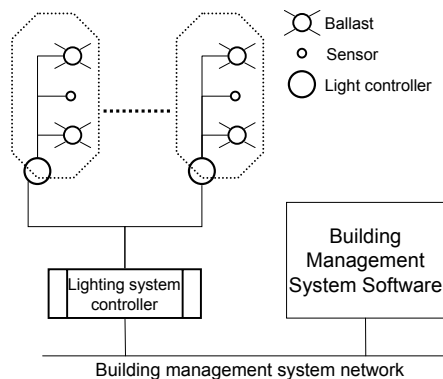 Ballast
Sensor
Light controller
Building
Management
System Software
Lighting system
controller
Building management system network